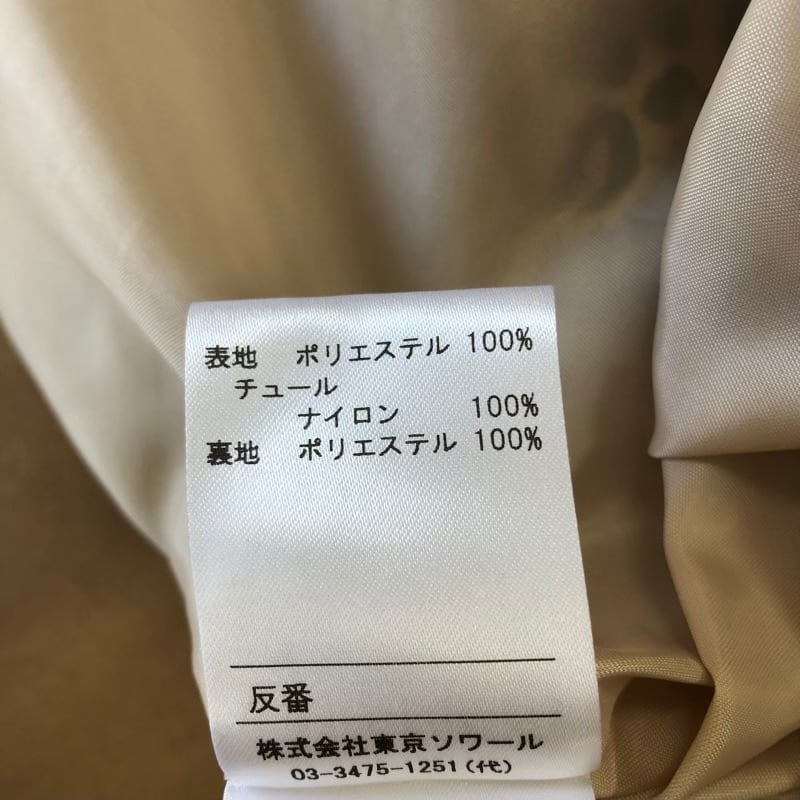 表地 ポリエステル 100%
チュール
ナイロン 100%
裏地 ポリエステル 100%
反番
株式会社東京ソワール
03-3475-1251(代)